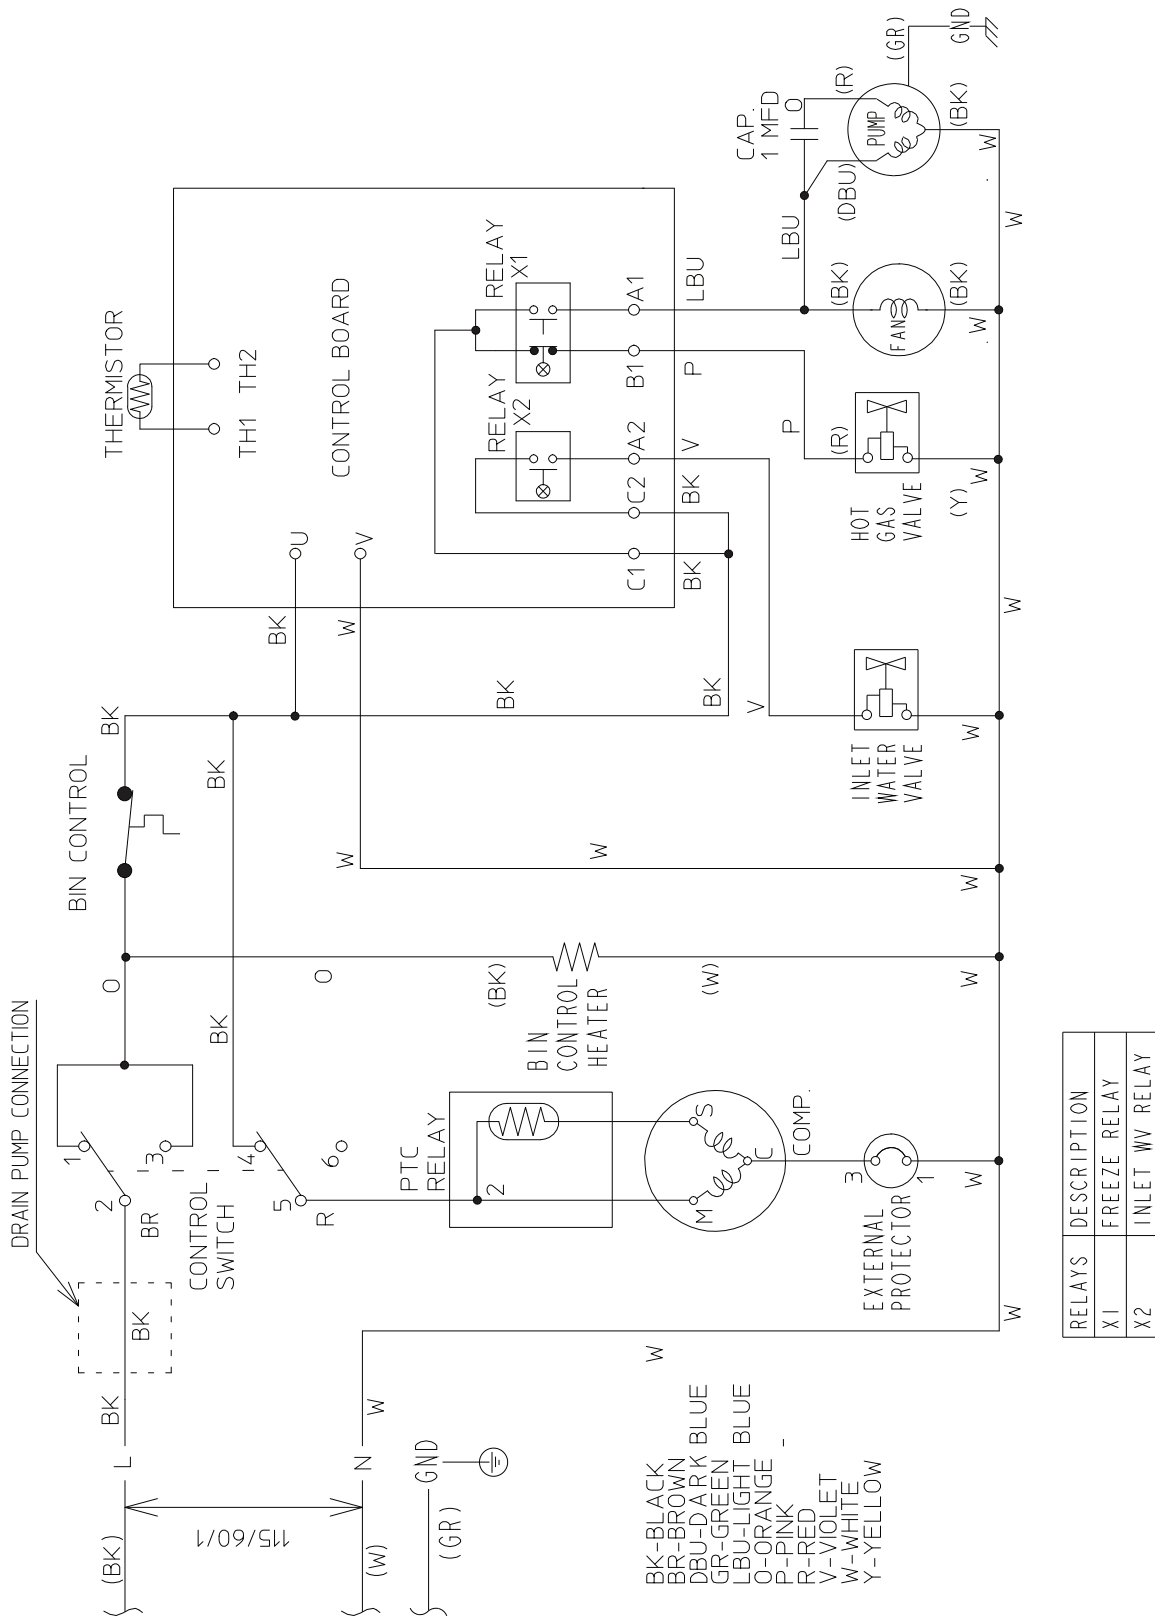 DRAIN PUMP CONNECTION
(BK)
L
BK
BK
BR
2
1
3
O
BIN CONTROL
BK
115/60/1
(W)
N
W
(GR)
GND
CONTROL
SWITCH
5
4
6
R
BK
BK
O
BK
W
U
V
THERMISTOR
TH1 TH2
CONTROL BOARD
RELAY
X2
RELAY
X1
C1
C2
A2
B1
A1
BK
BK
V
P
LBU
BK
BK
V
W
W
PTC
RELAY
2
M
S
C
COMP.
EXTERNAL
PROTECTOR
3
1
W
W
W
BIN
CONTROL
HEATER
(BK)
(W)
W
W
INLET
WATER
VALVE
W
W
HOT
GAS
VALVE
P
(R)
(Y)
W
FAN
(BK)
(BK)
W
W
LBU
CAP.
1 MFD
O
(R)
(DBU)
PUMP
(BK)
W
(GR)
GND
BK-BLACK
BR-BROWN
DBU-DARK BLUE
GR-GREEN
LBU-LIGHT BLUE
O-ORANGE -
P-PINK
R-RED
V-VIOLET
W-WHITE
Y-YELLOW
RELAYS DESCRIPTION
X1 FREEZE RELAY
X2 INLET WV RELAY